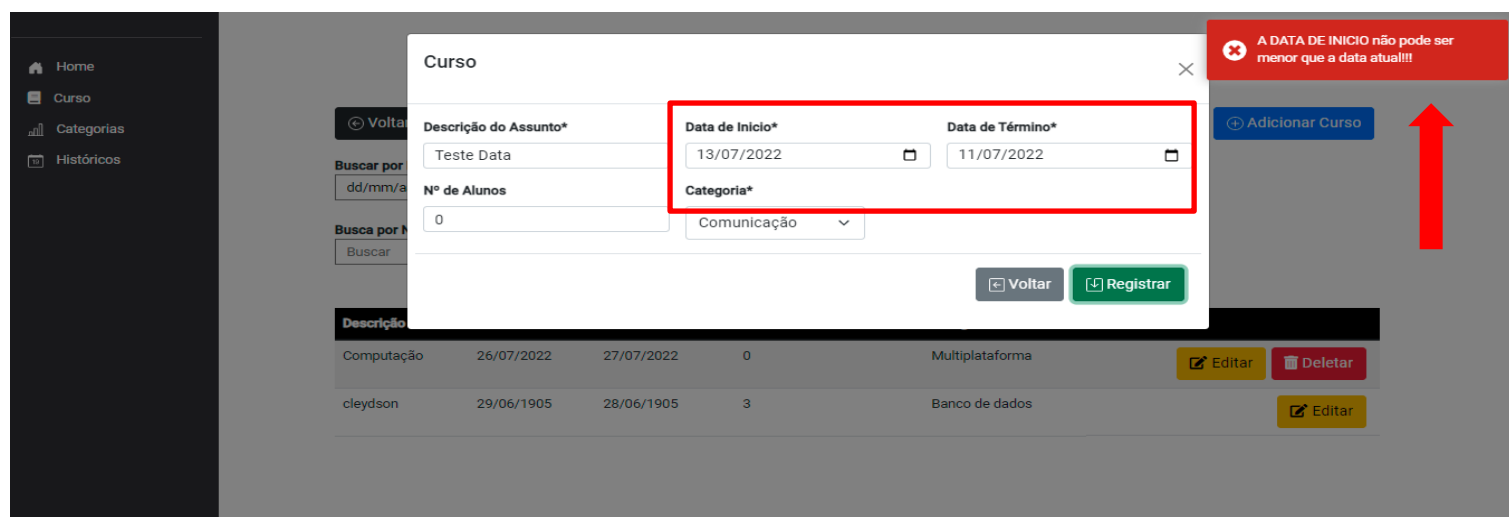 Home
Curso
Categorias
Históricos
Curso
A DATA DE INICIO não pode ser
menor que a data atual!!!
Adicionar Curso
Descrição do Assunto*
Data de Inicio*
Data de Término*
Teste Data
13/07/2022
11/07/2022
Buscar por
dd/mm/a
Nº de Alunos
Categoria*
0
Comunicação
Busca por
Buscar
Voltar
Registrar
Descrição
Computação 26/07/2022 27/07/2022 0 Multiplataforma Editar Deletar
cleydson 29/06/1905 28/06/1905 3 Banco de dados Editar